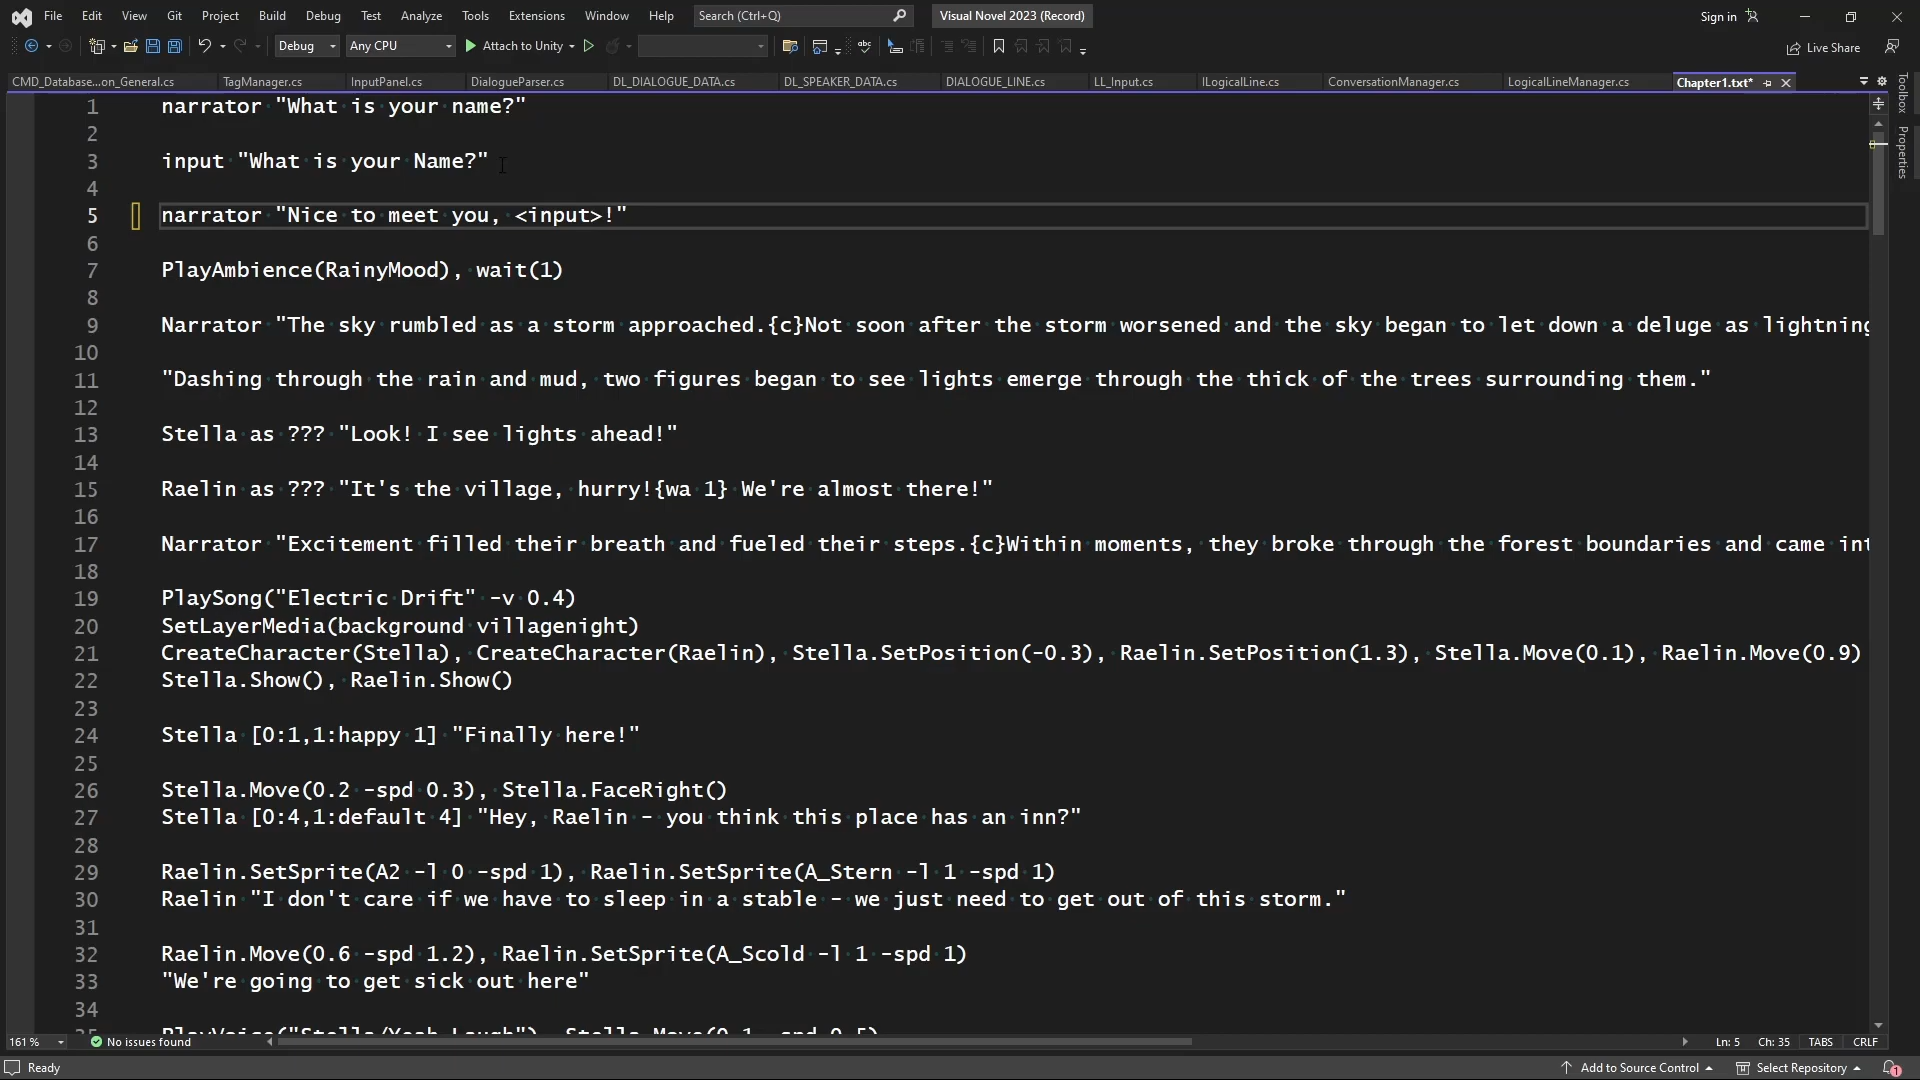 File Edit View Git Project Build Debug Test Analyze Tools Extensions Window Help Search (Ctrl+Q) Visual Novel 2023 (Record) Sign in
Debug Any CPU Attach to Unity Live Share
CMD_Database...on_General.cs TagManager.cs InputPanel.cs DialogueParser.cs DL_DIALOGUE_DATA.cs DL_SPEAKER_DATA.cs DIALOGUE_LINE.cs LL_Input.cs ILogicalLine.cs ConversationManager.cs LogicalLineManager.cs Chapter1.txt*
Toolbox
Properties
1 narrator "What is your name?"
2
3 input "What is your Name?"
4
5 narrator "Nice to meet you, <input>!"
6
7 PlayAmbience(RainyMood), wait(1)
8
9 Narrator "The sky rumbled as a storm approached.{c}Not soon after the storm worsened and the sky began to let down a deluge as lightning
10
11 "Dashing through the rain and mud, two figures began to see lights emerge through the thick of the trees surrounding them."
12
13 Stella as ??? "Look! I see lights ahead!"
14
15 Raelin as ??? "It's the village, hurry!{wa 1} We're almost there!"
16
17 Narrator "Excitement filled their breath and fueled their steps.{c}Within moments, they broke through the forest boundaries and came int
18
19 PlaySong("Electric Drift" -v 0.4)
20 SetLayerMedia(background villagenight)
21 CreateCharacter(Stella), CreateCharacter(Raelin), Stella.SetPosition(-0.3), Raelin.SetPosition(1.3), Stella.Move(0.1), Raelin.Move(0.9)
22 Stella.Show(), Raelin.Show()
23
24 Stella [0:1,1:happy 1] "Finally here!"
25
26 Stella.Move(0.2 -spd 0.3), Stella.FaceRight()
27 Stella [0:4,1:default 4] "Hey, Raelin - you think this place has an inn?"
28
29 Raelin.SetSprite(A2 -l 0 -spd 1), Raelin.SetSprite(A_Stern -l 1 -spd 1)
30 Raelin "I don't care if we have to sleep in a stable - we just need to get out of this storm."
31
32 Raelin.Move(0.6 -spd 1.2), Raelin.SetSprite(A_Scold -l 1 -spd 1)
33 "We're going to get sick out here"
34
35 PlayVoice("Stella/Yeah Laugh"), Stella.Move(0.1 -spd 0.5)
161 % No issues found Ln: 5 Ch: 35 TABS CRLF
Ready Add to Source Control Select Repository 1